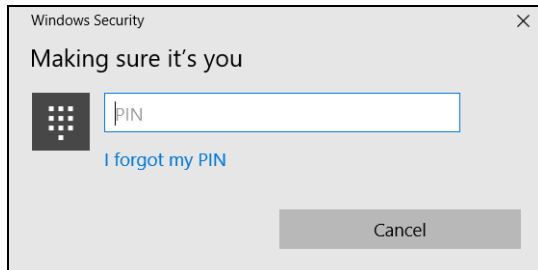 Windows Security
Making sure it's you
PIN
I forgot my PIN
Cancel